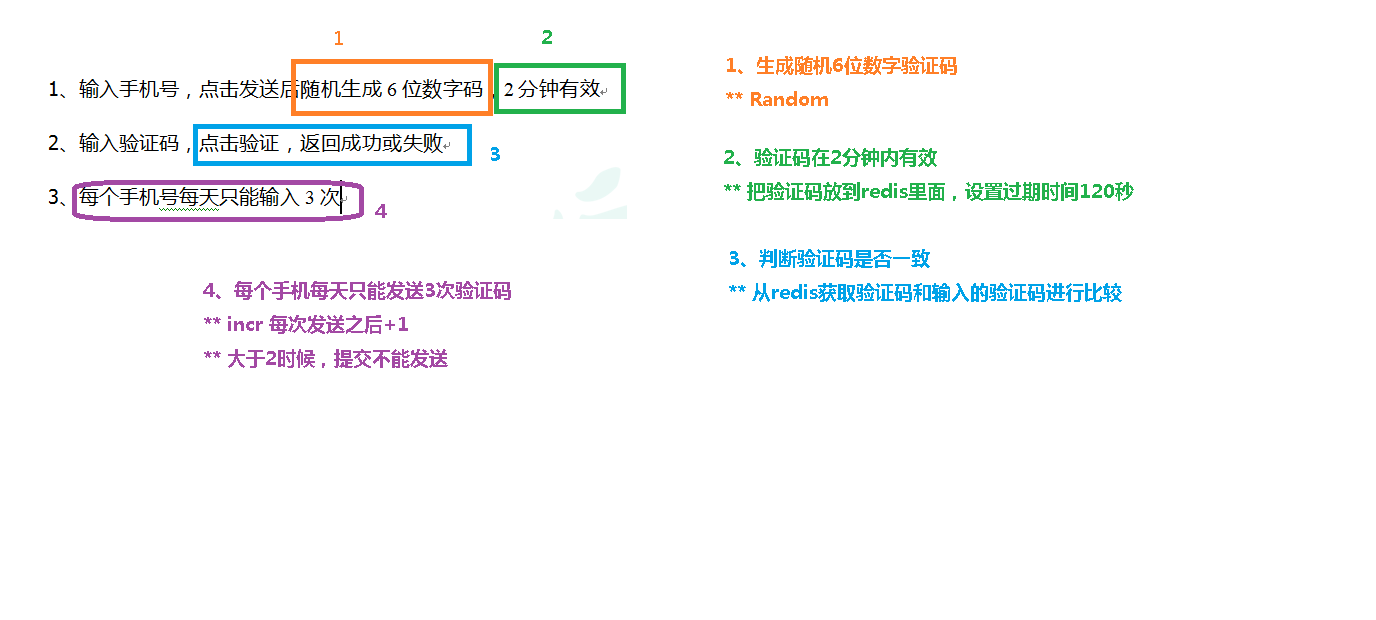 1
2
1、输入手机号，点击发送后随机生成 6 位数字码，2 分钟有效
2、输入验证码，点击验证，返回成功或失败
3
3、每个手机号每天只能输入 3 次
4
4、每个手机每天只能发送3次验证码
** incr 每次发送之后+1
** 大于2时候，提交不能发送
1、生成随机6位数字验证码
** Random
2、验证码在2分钟内有效
** 把验证码放到redis里面，设置过期时间120秒
3、判断验证码是否一致
** 从redis获取验证码和输入的验证码进行比较